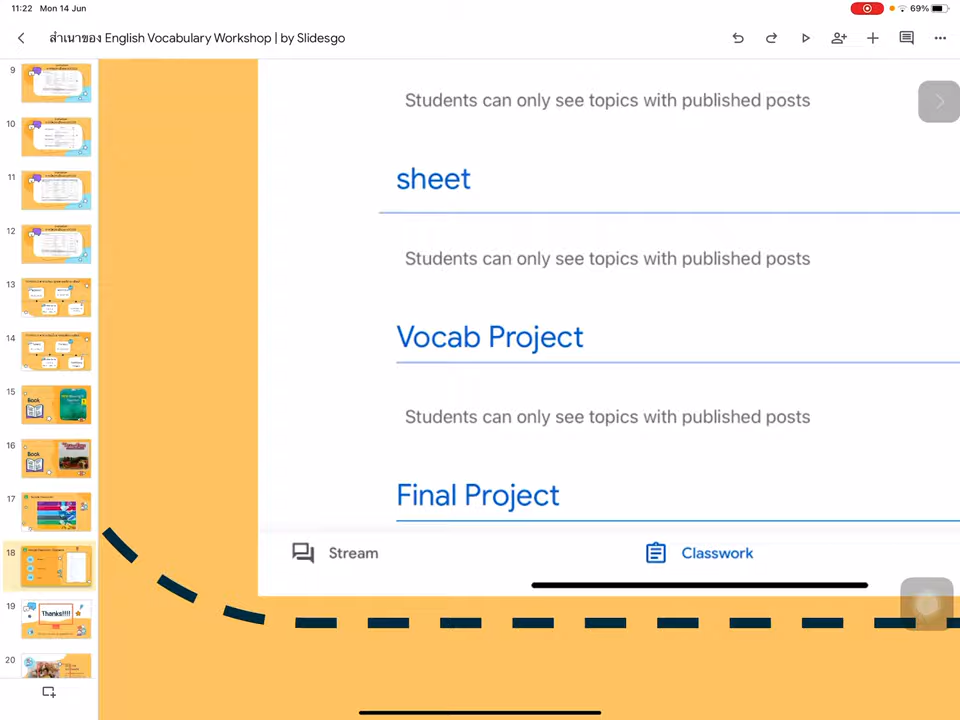 11:22 Mon 14 Jun
69%
สำเนาของ English Vocabulary Workshop | by Slidesgo
Students can only see topics with published posts
sheet
Students can only see topics with published posts
Vocab Project
Students can only see topics with published posts
Final Project
Stream
Classwork
9
10
11
12
13
14
15
Book
16
Book
17
18
19
Thanks!!!!
20